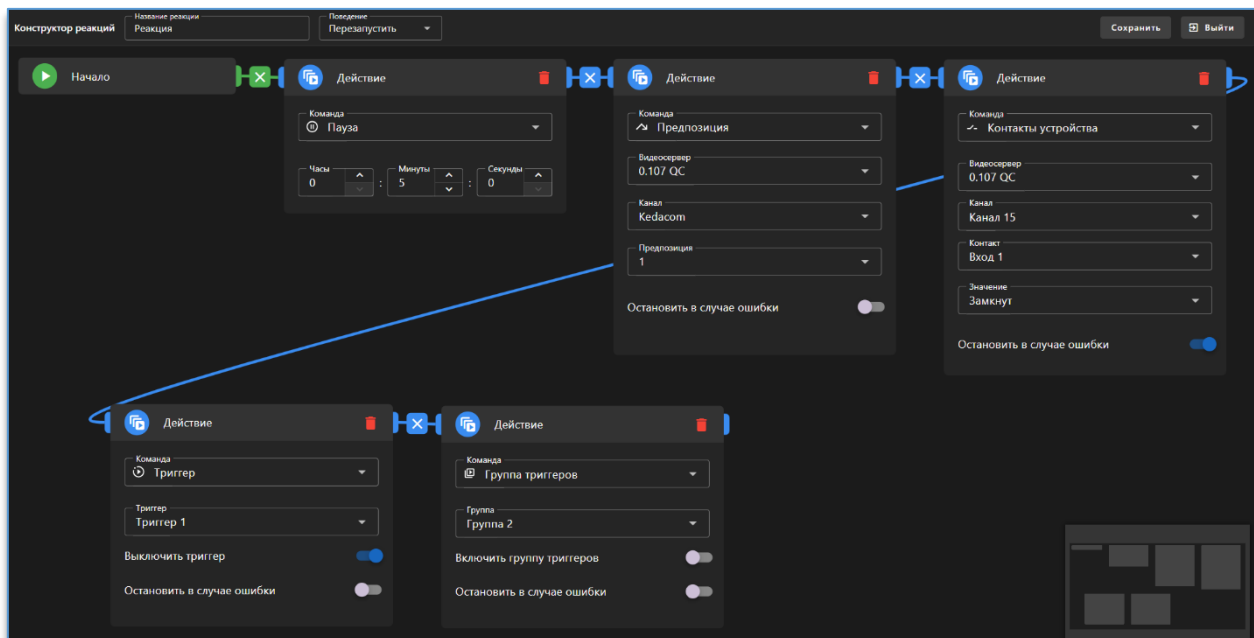 Конструктор реакций
Название реакции
Реакция
Поведение
Перезапустить
Сохранить
Выйти
Начало
Действие
Команда
Пауза
Часы
0
:
Минуты
5
:
Секунды
0
Действие
Команда
Предпозиция
Видеосервер
0.107 QC
Канал
Kedacom
Предпозиция
1
Остановить в случае ошибки
Действие
Команда
Контакты устройства
Видеосервер
0.107 QC
Канал
Канал 15
Контакт
Вход 1
Значение
Замкнут
Остановить в случае ошибки
Действие
Команда
Триггер
Триггер
Триггер 1
Выключить триггер
Остановить в случае ошибки
Действие
Команда
Группа триггеров
Группа
Группа 2
Включить группу триггеров
Остановить в случае ошибки